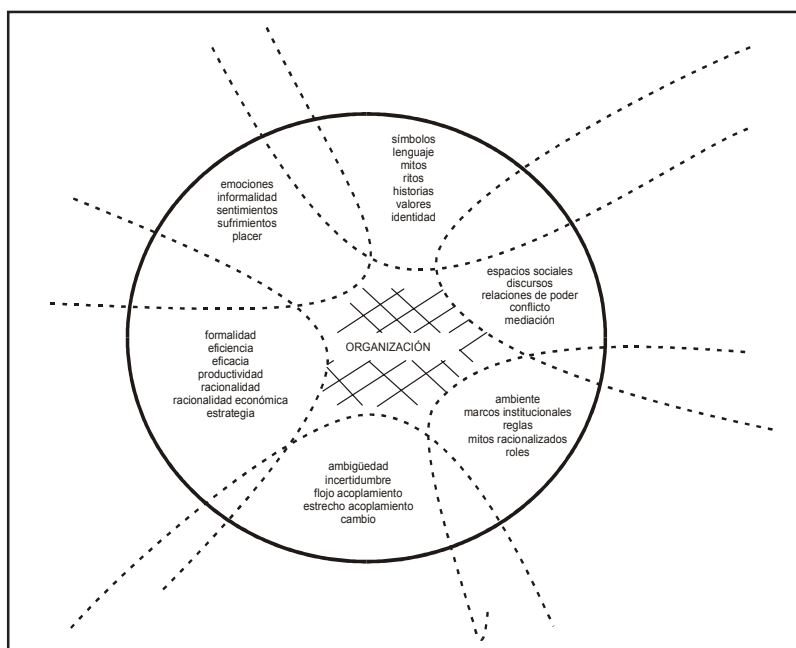 símbolos
lenguaje
mitos
ritos
historias
valores
identidad
emociones
informalidad
sentimientos
sufrimientos
placer
espacios sociales
discursos
relaciones de poder
conflicto
mediación
formalidad
eficiencia
eficacia
productividad
racionalidad
racionalidad económica
estrategia
ORGANIZACIÓN
ambiente
marcos institucionales
reglas
mitos racionalizados
roles
ambigüedad
incertidumbre
flojo acoplamiento
estrecho acoplamiento
cambio